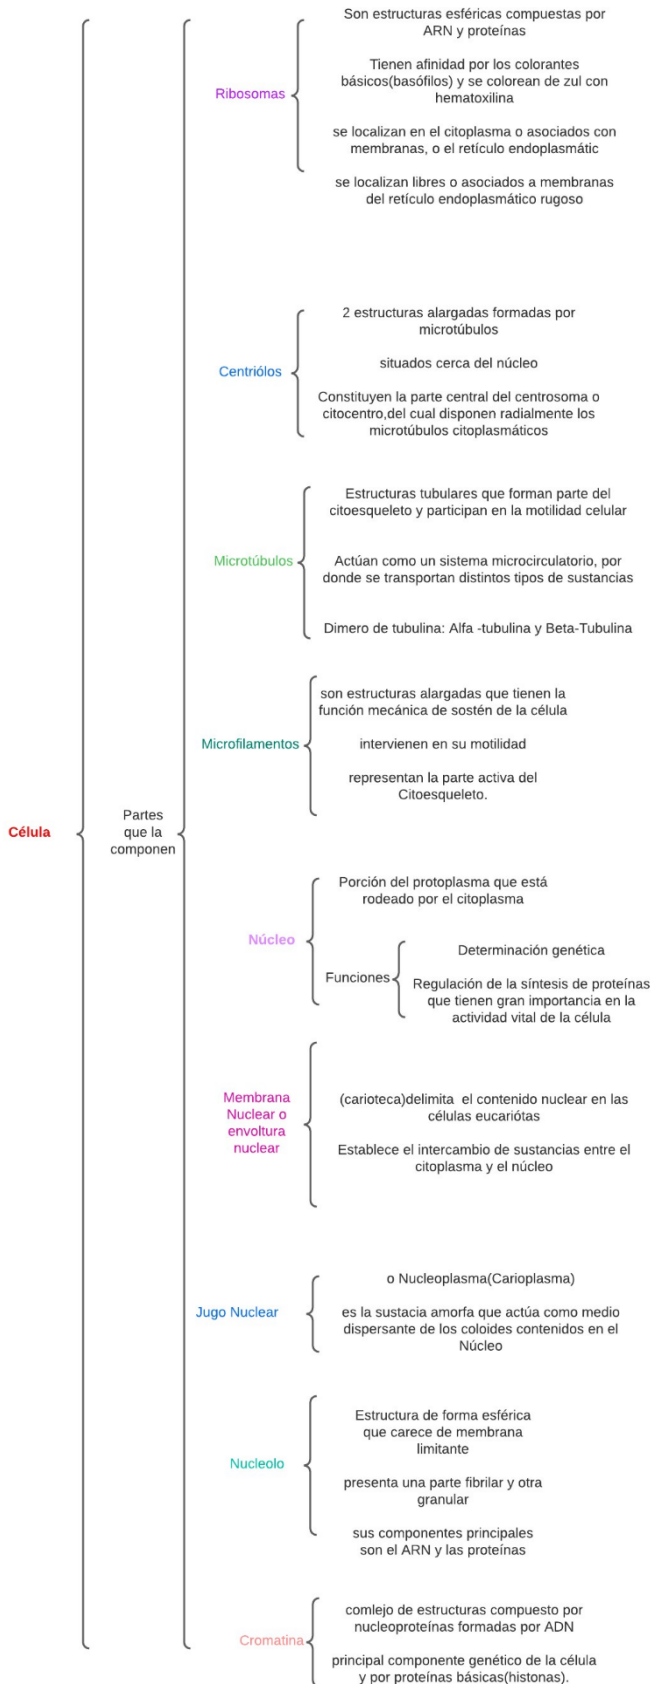 Célula
Partes
que la
componen
Ribosomas
Son estructuras esféricas compuestas por
ARN y proteínas
Tienen afinidad por los colorantes
básicos(basófilos) y se colorean de zul con
hematoxilina
se localizan en el citoplasma o asociados con
membranas, o el retículo endoplasmátic
se localizan libres o asociados a membranas
del retículo endoplasmático rugoso
Centriólos
2 estructuras alargadas formadas por
microtúbulos
situados cerca del núcleo
Constituyen la parte central del centrosoma o
citocentro,del cual disponen radialmente los
microtúbulos citoplasmáticos
Microtúbulos
Estructuras tubulares que forman parte del
citoesqueleto y participan en la motilidad celular
Actúan como un sistema microcirculatorio, por
donde se transportan distintos tipos de sustancias
Dimero de tubulina: Alfa -tubulina y Beta-Tubulina
Microfilamentos
son estructuras alargadas que tienen la
función mecánica de sostén de la célula
intervienen en su motilidad
representan la parte activa del
Citoesqueleto.
Núcleo
Porción del protoplasma que está
rodeado por el citoplasma
Funciones
Determinación genética
Regulación de la síntesis de proteínas
que tienen gran importancia en la
actividad vital de la célula
Membrana
Nuclear o
envoltura
nuclear
(carioteca)delimita el contenido nuclear en las
células eucariótas
Establece el intercambio de sustancias entre el
citoplasma y el núcleo
Jugo Nuclear
o Nucleoplasma(Carioplasma)
es la sustacia amorfa que actúa como medio
dispersante de los coloides contenidos en el
Núcleo
Nucleolo
Estructura de forma esférica
que carece de membrana
limitante
presenta una parte fibrilar y otra
granular
sus componentes principales
son el ARN y las proteínas
Cromatina
comlejo de estructuras compuesto por
nucleoproteínas formadas por ADN
principal componente genético de la célula
y por proteínas básicas(histonas).